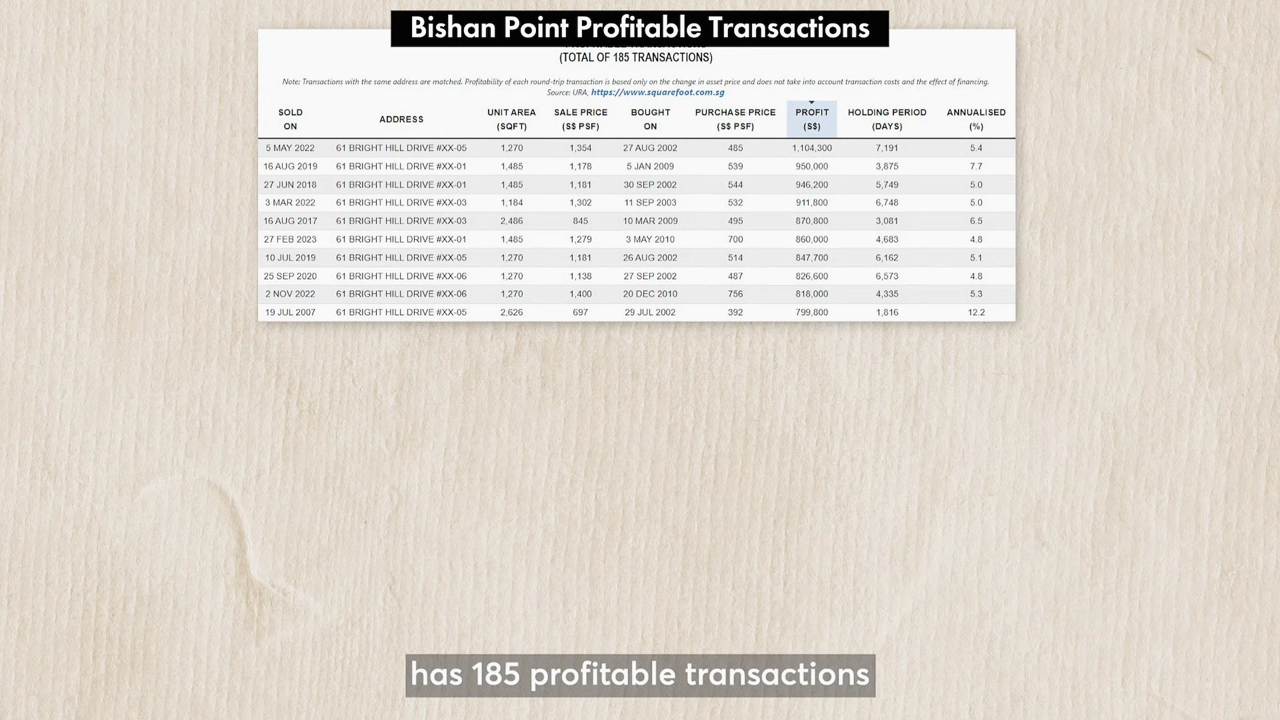 Bishan Point Profitable Transactions
(TOTAL OF 185 TRANSACTIONS)
Note: Transactions with the same address are matched. Profitability of each round-trip transaction is based only on the change in asset price and does not take into account transaction costs and the effect of financing.
Source: URA, https://www.squarefoot.com.sg
SOLD ON ADDRESS UNIT AREA (SQFT) SALE PRICE (S$ PSF) BOUGHT ON PURCHASE PRICE (S$ PSF) PROFIT (S$) HOLDING PERIOD (DAYS) ANNUALISED (%)
5 MAY 2022 61 BRIGHT HILL DRIVE #XX-05 1,270 1,354 27 AUG 2002 485 1,104,300 7,191 5.4
16 AUG 2019 61 BRIGHT HILL DRIVE #XX-01 1,485 1,178 5 JAN 2009 539 950,000 3,875 7.7
27 JUN 2018 61 BRIGHT HILL DRIVE #XX-01 1,485 1,181 30 SEP 2002 544 946,200 5,749 5.0
3 MAR 2022 61 BRIGHT HILL DRIVE #XX-03 1,184 1,302 11 SEP 2003 532 911,800 6,748 5.0
16 AUG 2017 61 BRIGHT HILL DRIVE #XX-03 2,486 845 10 MAR 2009 495 870,800 3,081 6.5
27 FEB 2023 61 BRIGHT HILL DRIVE #XX-01 1,485 1,279 3 MAY 2010 700 860,000 4,683 4.8
10 JUL 2019 61 BRIGHT HILL DRIVE #XX-05 1,270 1,181 26 AUG 2002 514 847,700 6,162 5.1
25 SEP 2020 61 BRIGHT HILL DRIVE #XX-06 1,270 1,138 27 SEP 2002 487 826,600 6,573 4.8
2 NOV 2022 61 BRIGHT HILL DRIVE #XX-06 1,270 1,400 20 DEC 2010 756 818,000 4,335 5.3
19 JUL 2007 61 BRIGHT HILL DRIVE #XX-05 2,626 697 29 JUL 2002 392 799,800 1,816 12.2
has 185 profitable transactions